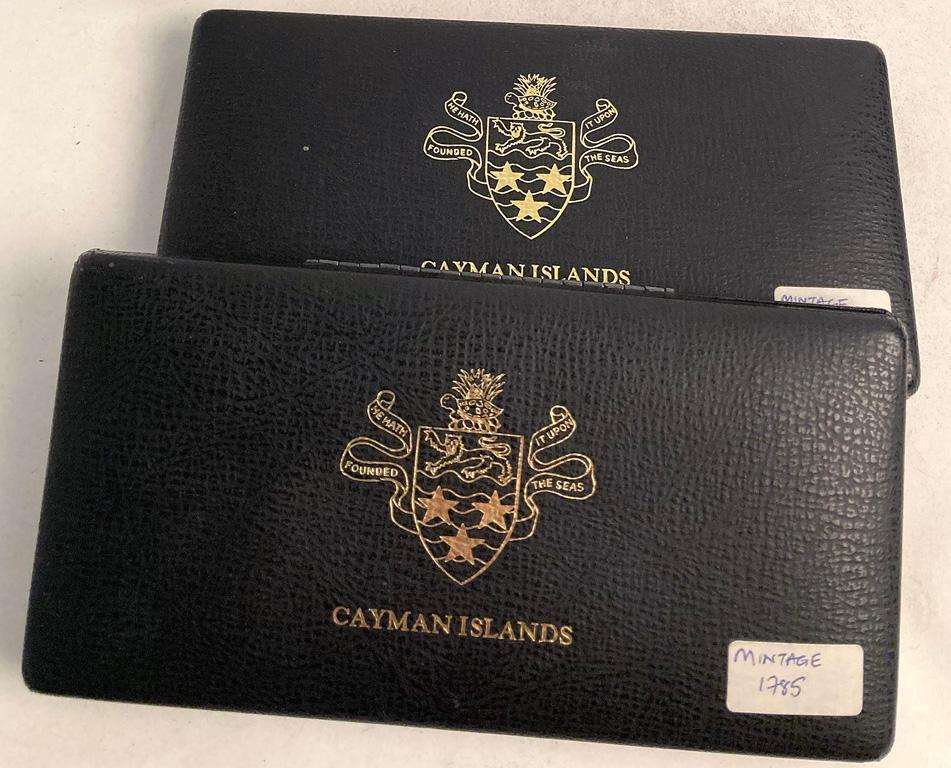 HE HATH
FOUNDED
IT UPON
THE SEAS
CAYMAN ISLANDS
MINTAGE
HE HATH
FOUNDED
IT UPON
THE SEAS
CAYMAN ISLANDS
MINTAGE
1785